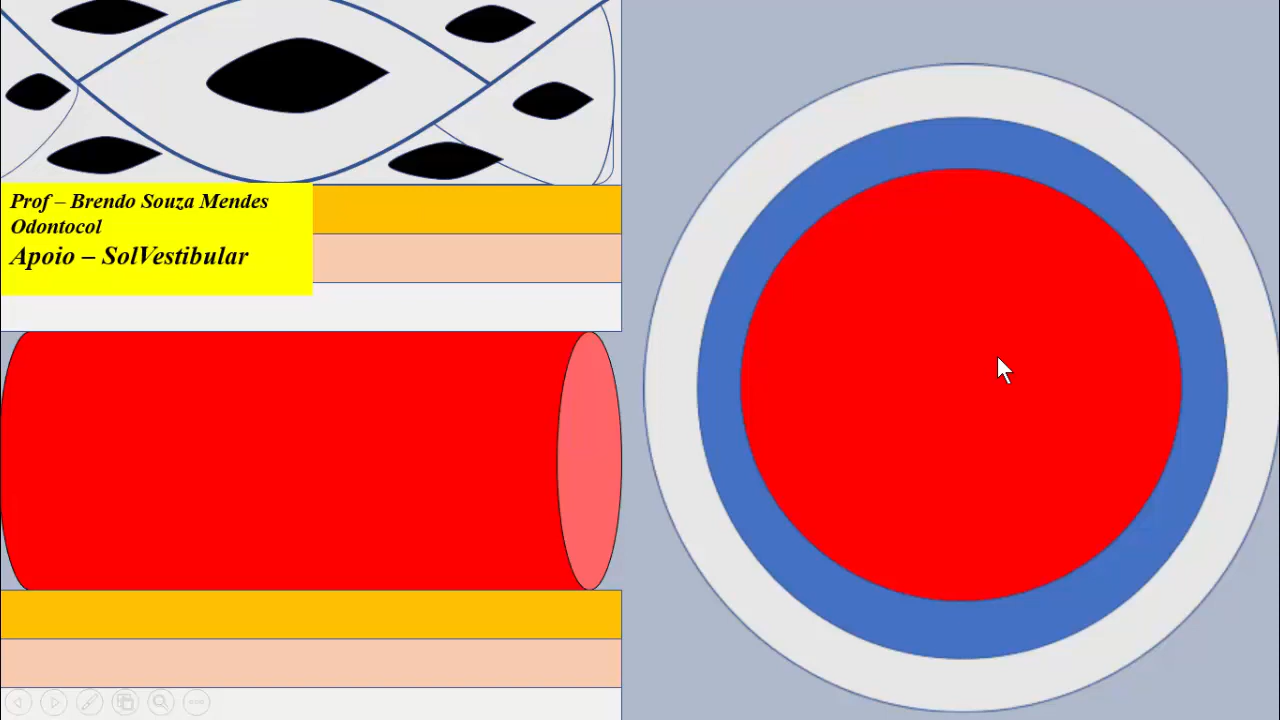 Prof – Brendo Souza Mendes
Odontocol
Apoio – SolVestibular